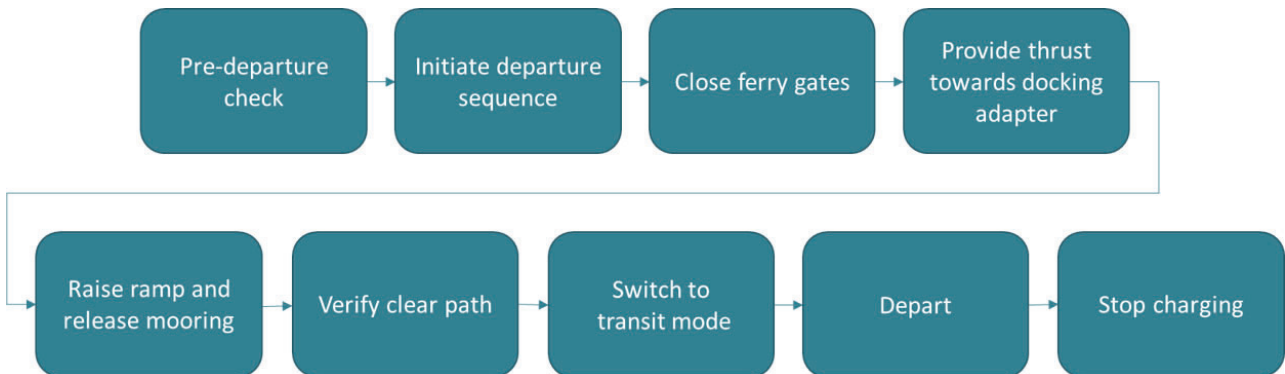 Pre-departure
check
Initiate departure
sequence
Close ferry gates
Provide thrust
towards docking
adapter
Raise ramp and
release mooring
Verify clear path
Switch to
transit mode
Depart
Stop charging